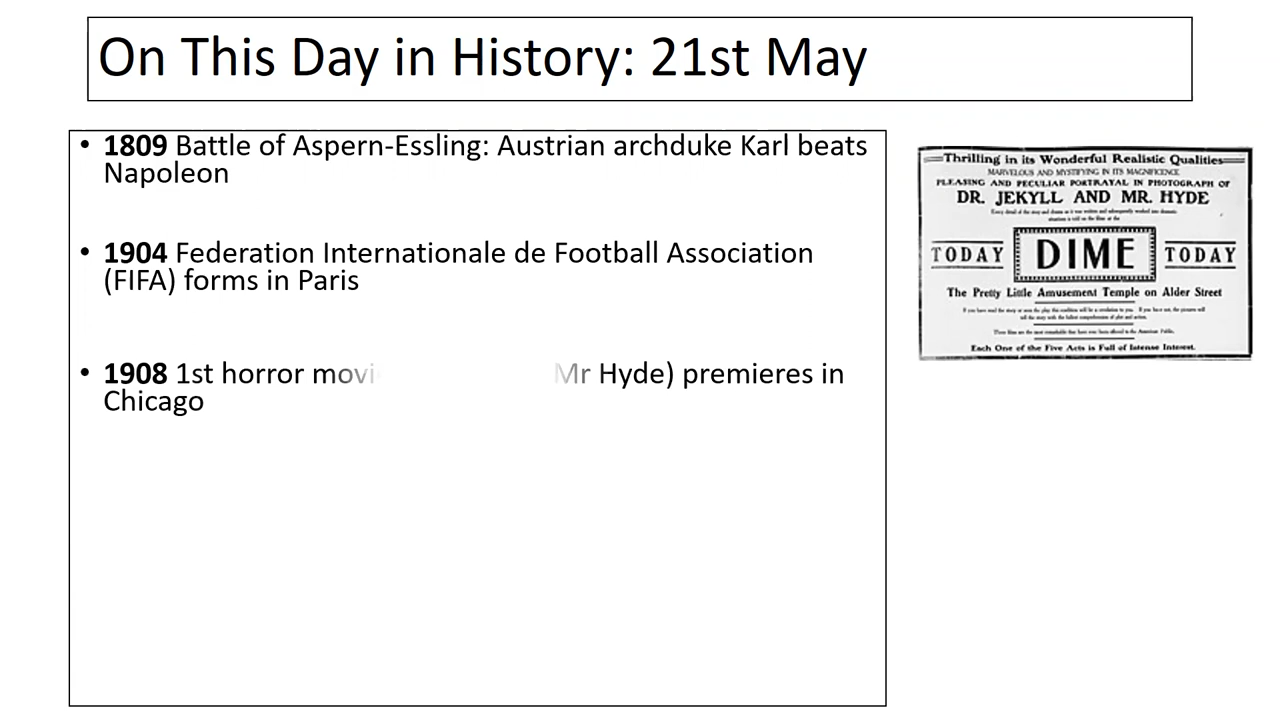 On This Day in History: 21st May
• 1809 Battle of Aspern-Essling: Austrian archduke Karl beats
Napoleon
• 1904 Federation Internationale de Football Association
(FIFA) forms in Paris
• 1908 1st horror movi Mr Hyde) premieres in
Chicago
Thrilling in its Wonderful Realistic Qualities
MARVELOUS AND MYSTIFYING IN ITS MAGNIFICENCE
PLEASING AND PECULIAR PORTRAYAL IN PHOTOGRAPH OF
DR. JEKYLL AND MR. HYDE
TODAY DIME TODAY
The Pretty Little Amusement Temple on Alder Street
Each One of the Five Acts is Full of Intense Interest.